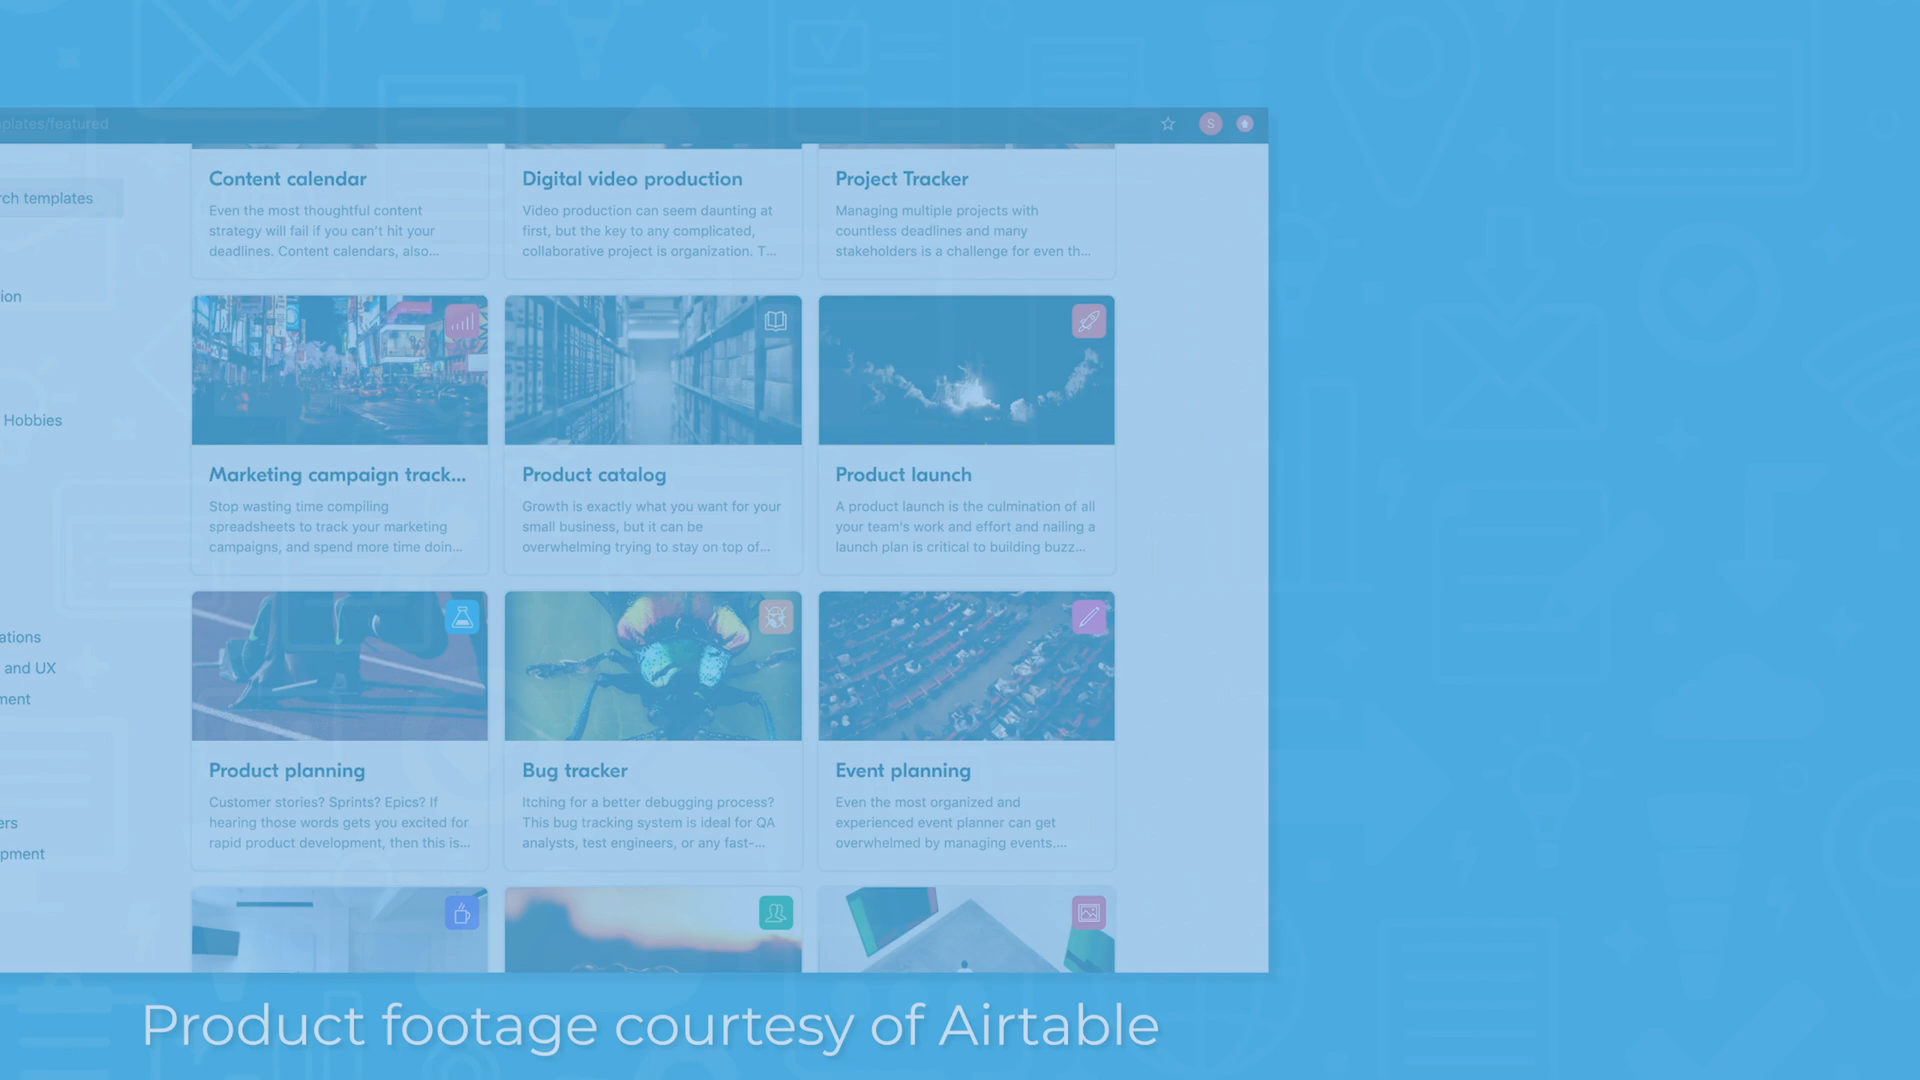 plates/featured
S
rch templates
ion
Hobbies
ations
and UX
ment
ers
pment
Content calendar
Even the most thoughtful content
strategy will fail if you can't hit your
deadlines. Content calendars, also...
Digital video production
Video production can seem daunting at
first, but the key to any complicated,
collaborative project is organization. T...
Project Tracker
Managing multiple projects with
countless deadlines and many
stakeholders is a challenge for even th...
Marketing campaign track...
Stop wasting time compiling
spreadsheets to track your marketing
campaigns, and spend more time doin...
Product catalog
Growth is exactly what you want for your
small business, but it can be
overwhelming trying to stay on top of...
Product launch
A product launch is the culmination of all
your team's work and effort and nailing a
launch plan is critical to building buzz...
Product planning
Customer stories? Sprints? Epics? If
hearing those words gets you excited for
rapid product development, then this is...
Bug tracker
Itching for a better debugging process?
This bug tracking system is ideal for QA
analysts, test engineers, or any fast-...
Event planning
Even the most organized and
experienced event planner can get
overwhelmed by managing events....
Product footage courtesy of Airtable